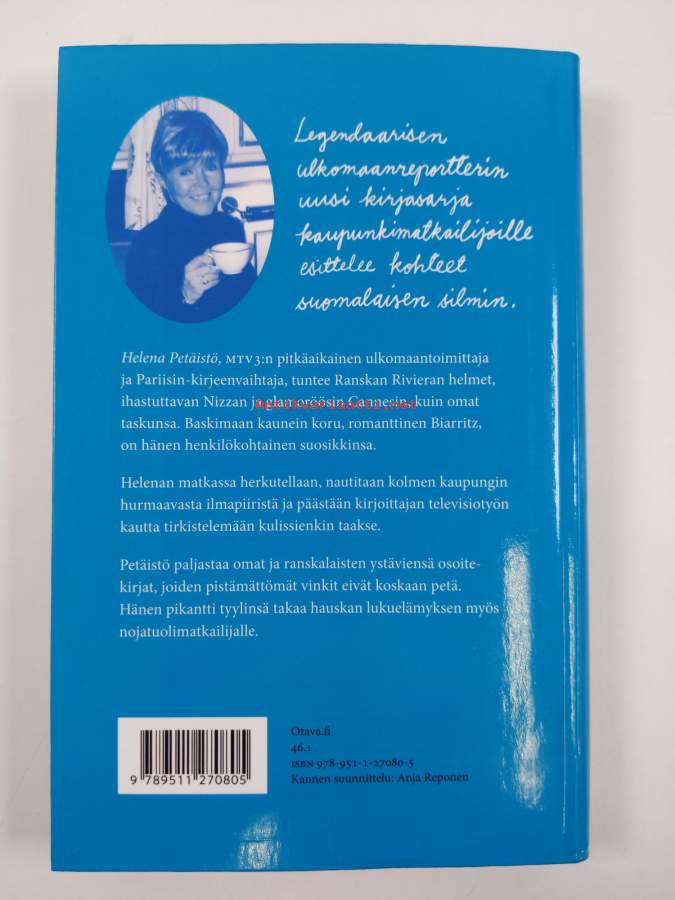 Legendaarisen
ulkomaanreportterin
uusi kirjasarja
kaupunkimatkailijoille
esittelee kohteet
suomalaisen silmin.
Helena Petäistö, MTV3:n pitkäaikainen ulkomaantoimittaja
ja Pariisin-kirjeenvaihtaja, tuntee Ranskan Rivieran helmet,
ihastuttavan Nizzan ja glamoröösin Cannesin, kuin omat
Antikvariaatti.net
taskunsa. Baskimaan kaunein koru, romanttinen Biarritz,
on hänen henkilökohtainen suosikkinsa.
Helenan matkassa herkutellaan, nautitaan kolmen kaupungin
hurmaavasta ilmapiiristä ja päästään kirjoittajan televisiotyön
kautta tirkistelemään kulissienkin taakse.
Petäistö paljastaa omat ja ranskalaisten ystäviensä osoite-
kirjat, joiden pistämättömät vinkit eivät koskaan petä.
Hänen pikantti tyylinsä takaa hauskan lukuelämyksen myös
nojatuolimatkailijalle.
Otava.fi
46.1
ISBN 978-951-1-27080-5
Kannen suunnittelu: Anja Reponen
9 789511 270805